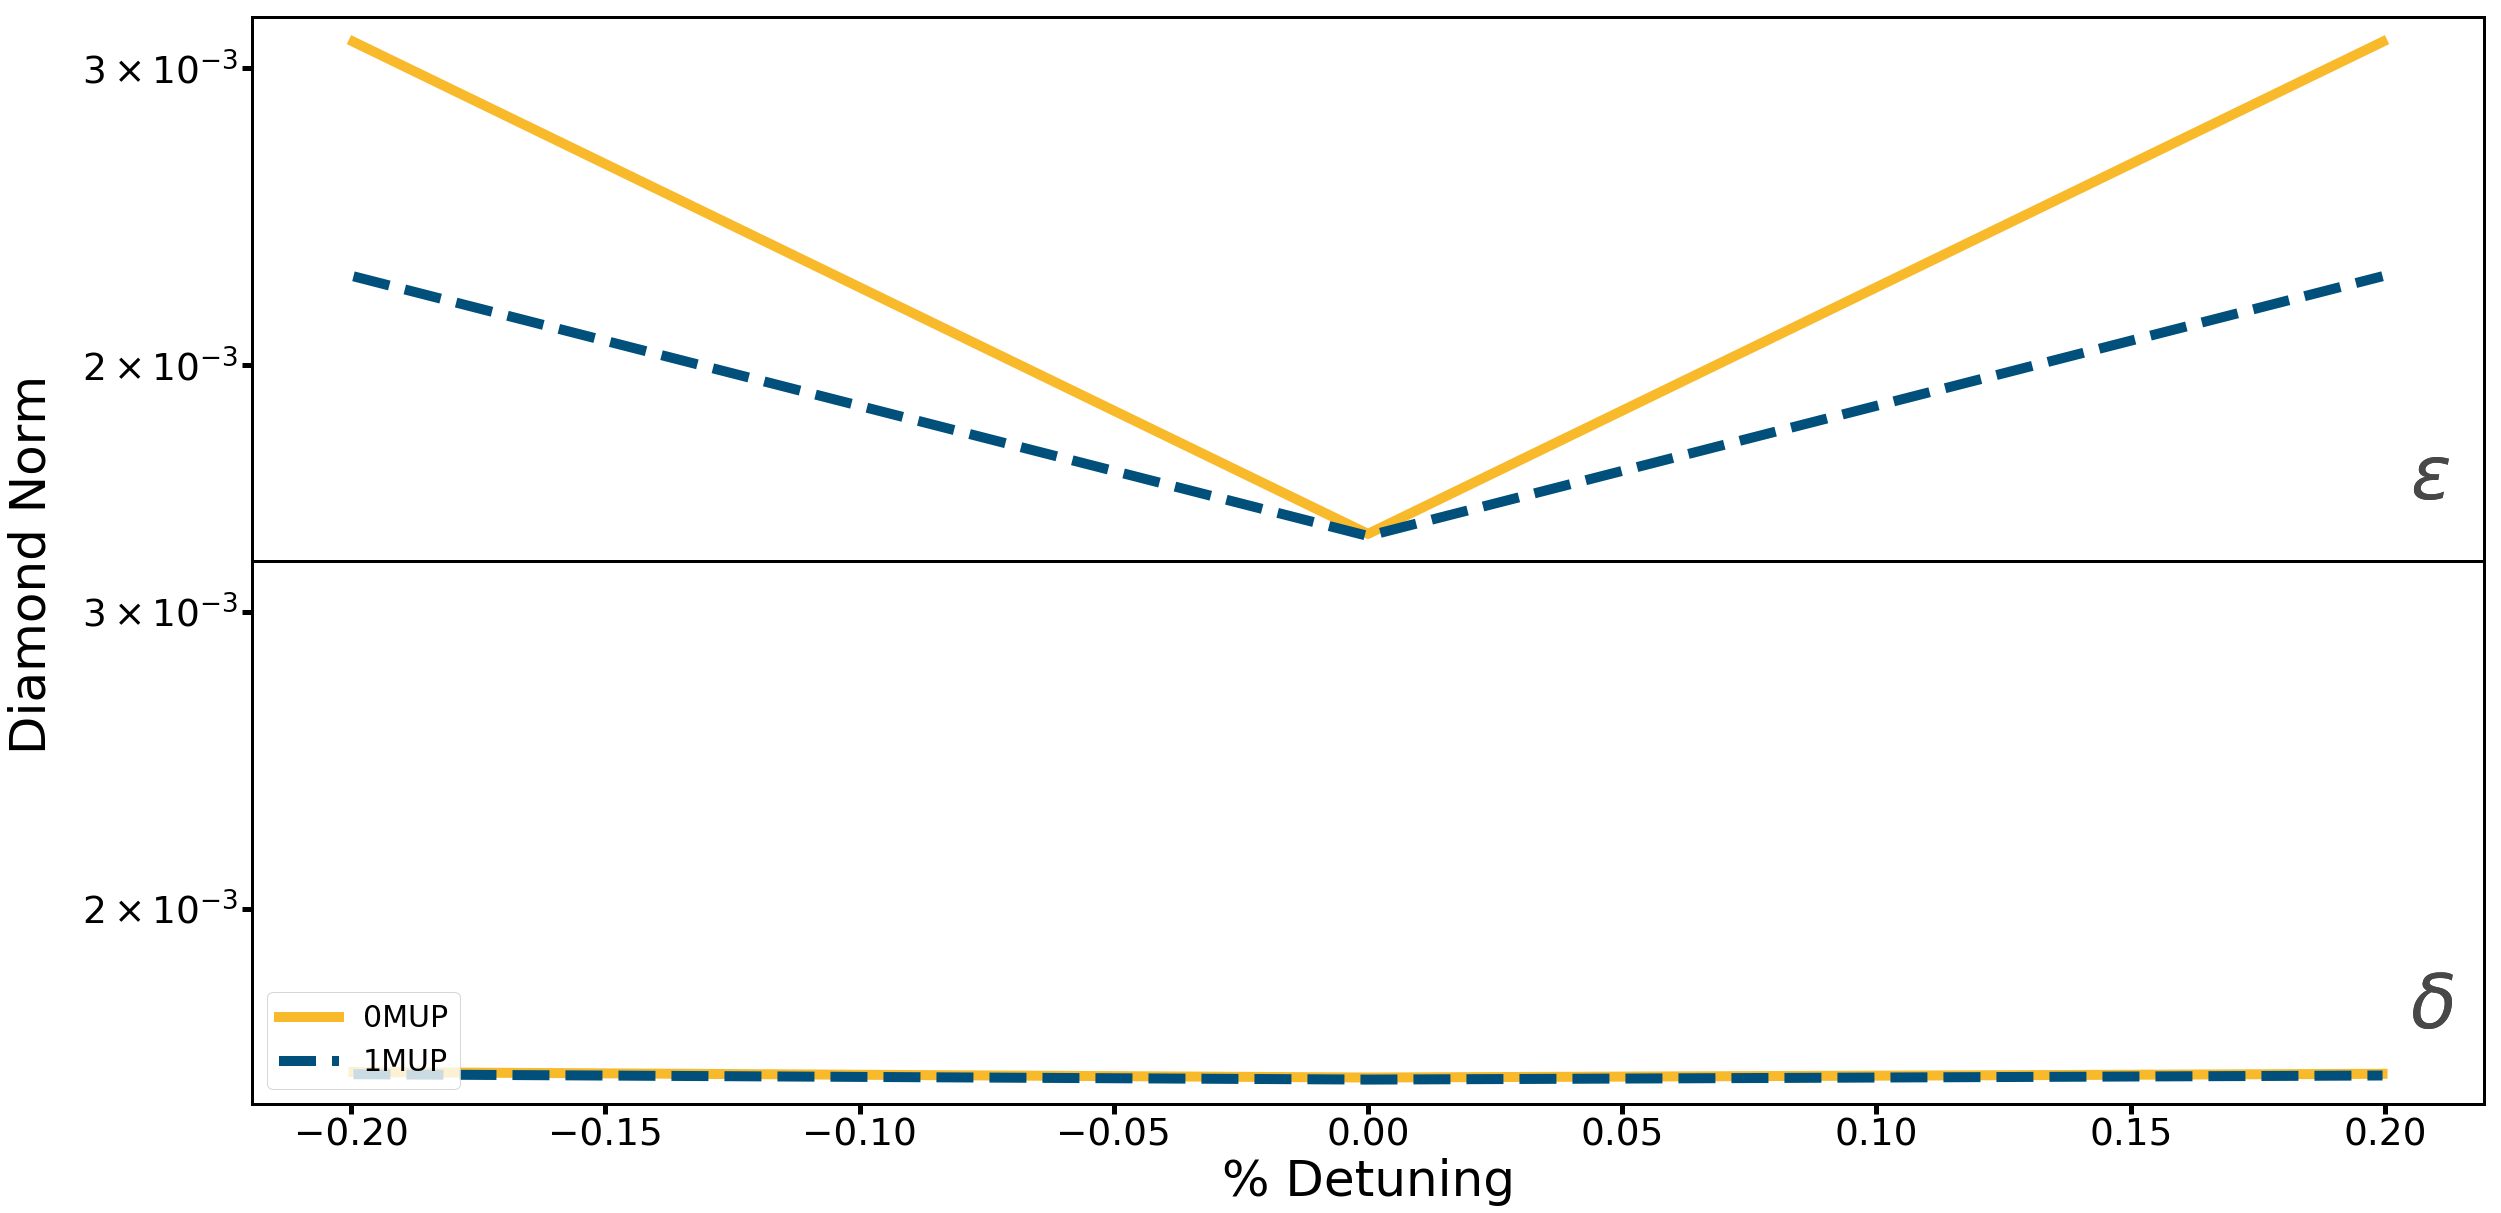 3 × 10⁻³
2 × 10⁻³
ε
3 × 10⁻³
2 × 10⁻³
δ
Diamond Norm
0MUP
1MUP
−0.20 −0.15 −0.10 −0.05 0.00 0.05 0.10 0.15 0.20
% Detuning